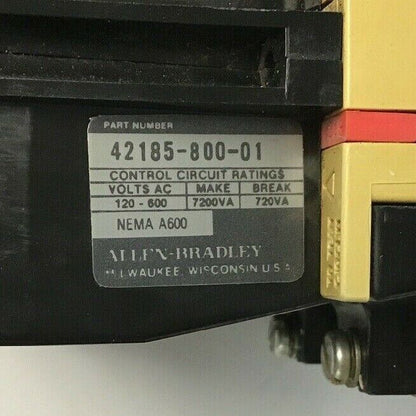 PART NUMBER
42185-800-01
CONTROL CIRCUIT RATINGS
VOLTS AC MAKE BREAK
120 - 600 7200VA 720VA
NEMA A600
ALLEN-BRADLEY
MILWAUKEE, WISCONSIN U.S.A.